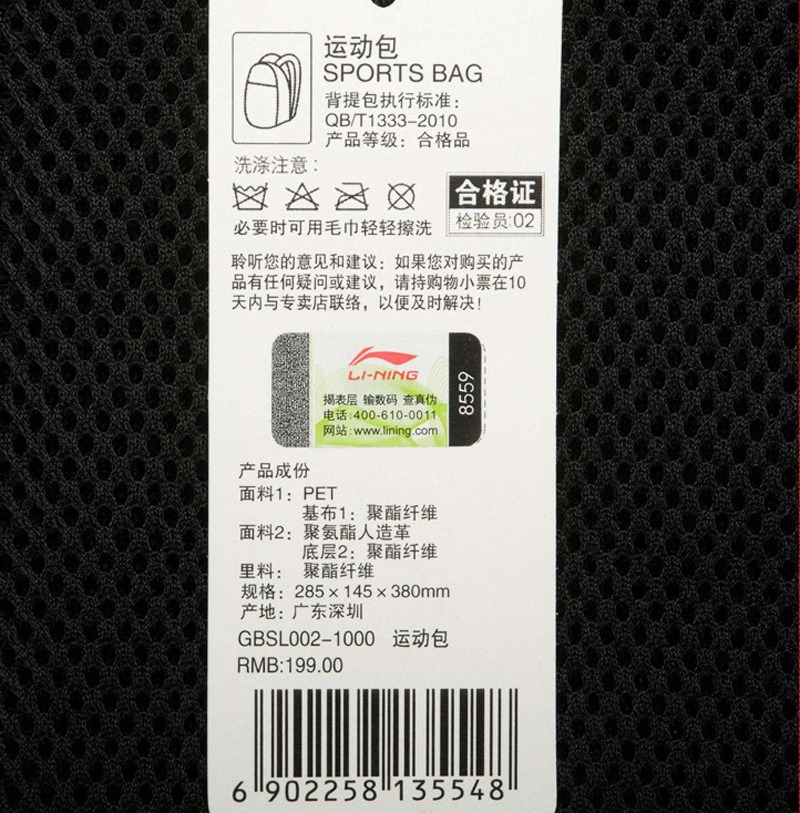 运动包
SPORTS BAG
背提包执行标准：
QB/T1333-2010
产品等级：合格品
洗涤注意：
合格证
检验员:02
必要时可用毛巾轻轻擦洗
聆听您的意见和建议：如果您对购买的产
品有任何疑问或建议，请持购物小票在10
天内与专卖店联络，以便及时解决！
LI-NING
揭表层 输数码 查真伪
电话:400-610-0011
网站:www.lining.com
8559
产品成份
面料1：PET
基布1：聚酯纤维
面料2：聚氨酯人造革
底层2：聚酯纤维
里料： 聚酯纤维
规格：285×145×380mm
产地：广东深圳
GBSL002-1000 运动包
RMB:199.00
6 902258 135548